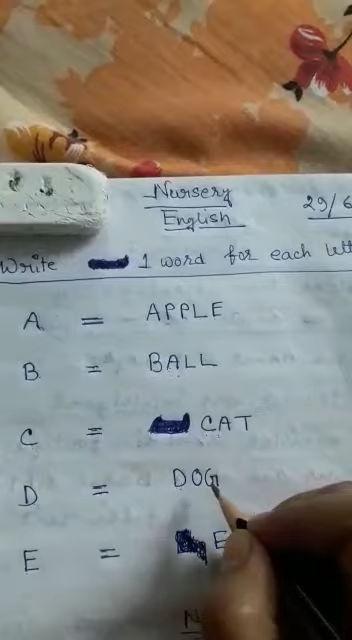 Nursery
English
29/6
Write 1 word for each
A = APPLE
B = BALL
C = CAT
D = DOG
E = E
N